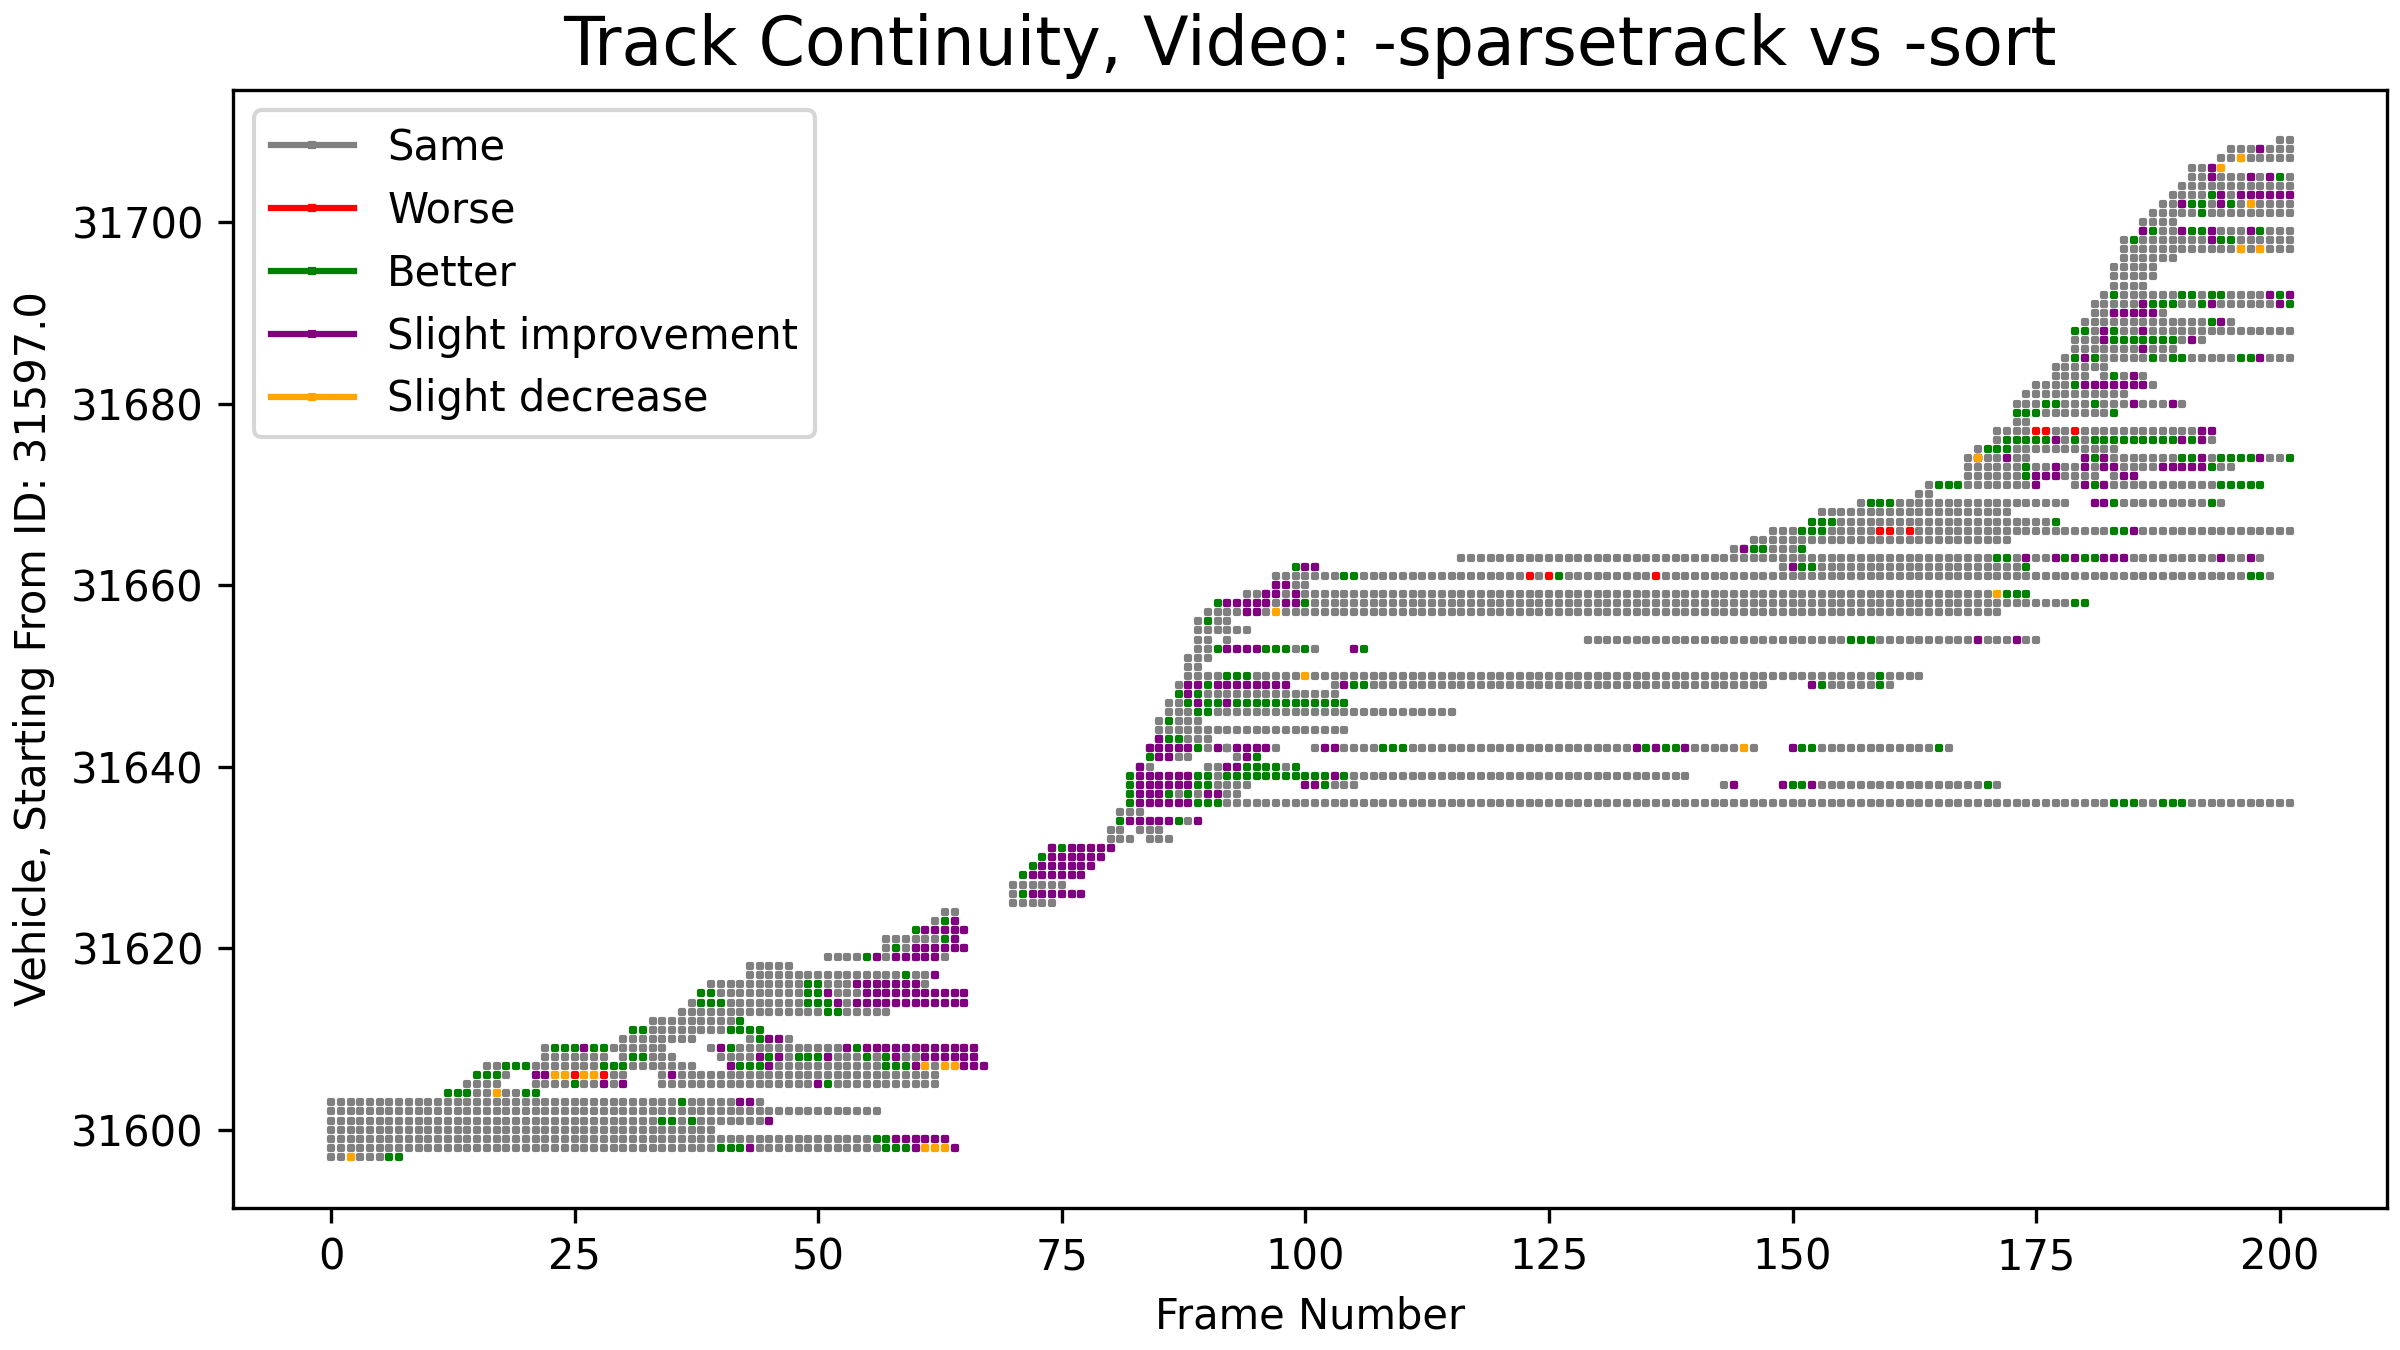 Track Continuity, Video: -sparsetrack vs -sort
Same
Worse
Better
Slight improvement
Slight decrease
Vehicle, Starting From ID: 31597.0
31700
31680
31660
31640
31620
31600
0 25 50 75 100 125 150 175 200
Frame Number